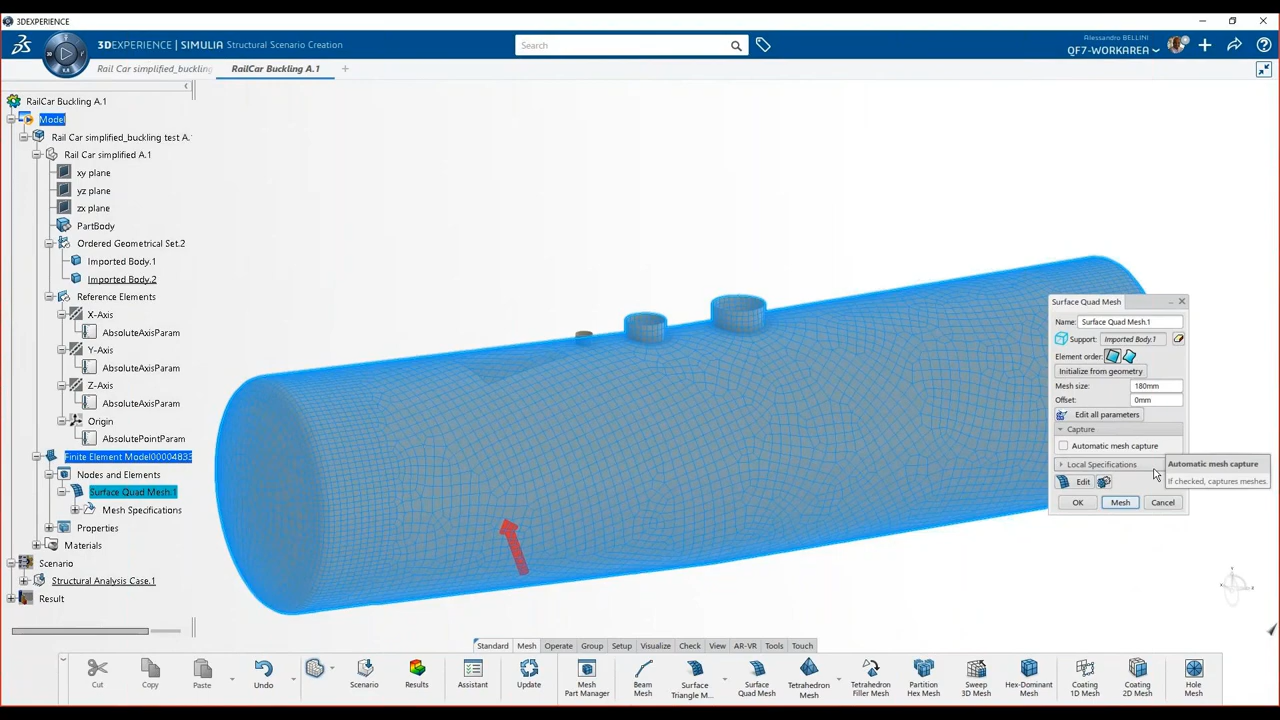 3DEXPERIENCE
3DEXPERIENCE | SIMULIA Structural Scenario Creation
Search
Alessandro BELLINI
QF7-WORKAREA
Rail Car simplified_buckling
RailCar Buckling A.1
RailCar Buckling A.1
Model
Rail Car simplified_buckling test A.
Rail Car simplified A.1
xy plane
yz plane
zx plane
PartBody
Ordered Geometrical Set.2
Imported Body.1
Imported Body.2
Reference Elements
X-Axis
AbsoluteAxisParam
Y-Axis
AbsoluteAxisParam
Z-Axis
AbsoluteAxisParam
Origin
AbsolutePointParam
Finite Element Model00004833
Nodes and Elements
Surface Quad Mesh.1
Mesh Specifications
Properties
Materials
Scenario
Structural Analysis Case.1
Result
Surface Quad Mesh
Name: Surface Quad Mesh.1
Support: Imported Body.1
Element order:
Initialize from geometry
Mesh size: 180mm
Offset: 0mm
Edit all parameters
Capture
Automatic mesh capture
Local Specifications
Edit
OK Mesh Cancel
Automatic mesh capture
If checked, captures meshes.
Standard Mesh Operate Group Setup Visualize Check View AR-VR Tools Touch
Cut
Copy
Paste
Undo
Scenario
Results
Assistant
Update
Mesh
Part Manager
Beam
Mesh
Surface
Triangle M...
Surface
Quad Mesh
Tetrahedron
Mesh
Tetrahedron
Filler Mesh
Partition
Hex Mesh
Sweep
3D Mesh
Hex-Dominant
Mesh
Coating
1D Mesh
Coating
2D Mesh
Hole
Mesh